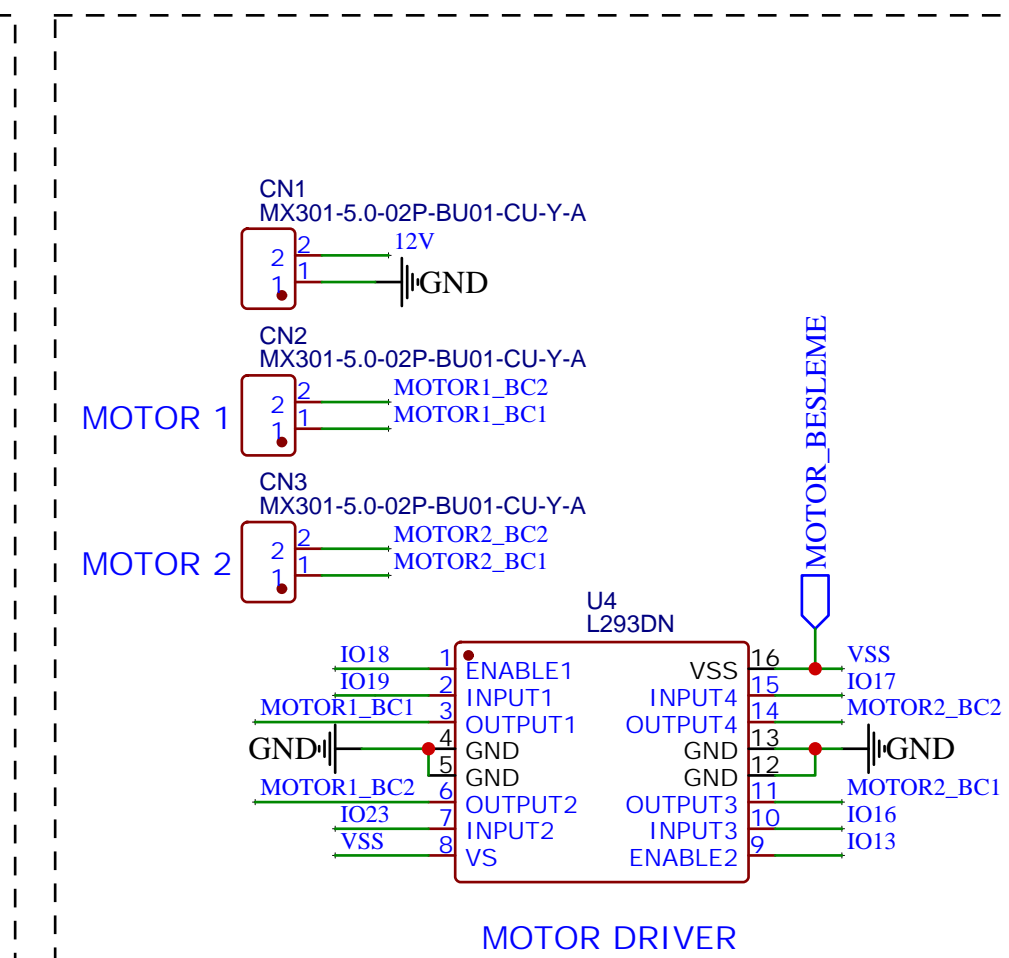 CN1
MX301-5.0-02P-BU01-CU-Y-A
2 2 12V
1 1 GND
CN2
MX301-5.0-02P-BU01-CU-Y-A
MOTOR 1
2 2 MOTOR1_BC2
1 1 MOTOR1_BC1
CN3
MX301-5.0-02P-BU01-CU-Y-A
MOTOR 2
2 2 MOTOR2_BC2
1 1 MOTOR2_BC1
MOTOR_BESLEME
U4
L293DN
IO18 1 ENABLE1 VSS 16 VSS
IO19 2 INPUT1 INPUT4 15 IO17
MOTOR1_BC1 3 OUTPUT1 OUTPUT4 14 MOTOR2_BC2
GND 4 GND GND 13 GND
5 GND GND 12
MOTOR1_BC2 6 OUTPUT2 OUTPUT3 11 MOTOR2_BC1
IO23 7 INPUT2 INPUT3 10 IO16
VSS 8 VS ENABLE2 9 IO13
MOTOR DRIVER